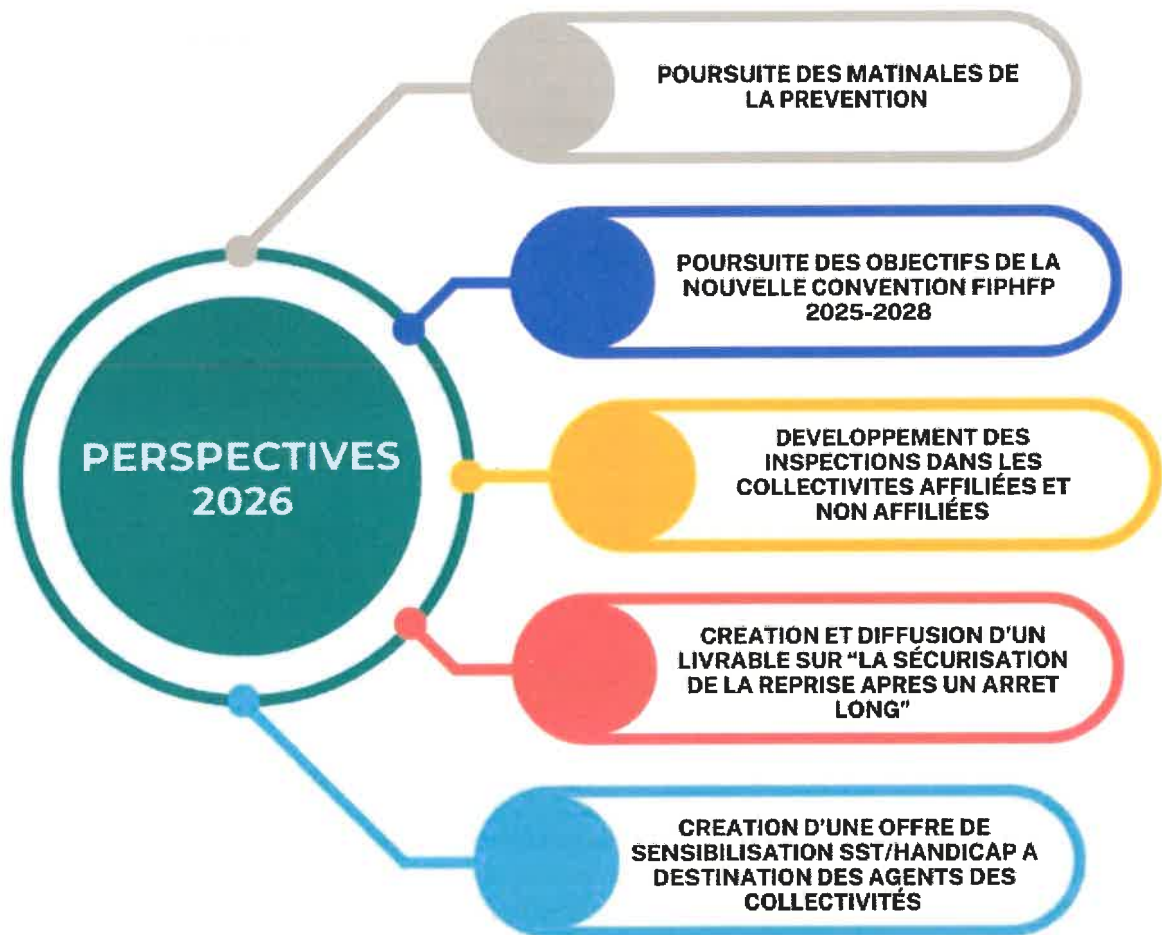 POURSUITE DES MATINALES DE
LA PREVENTION
POURSUITE DES OBJECTIFS DE LA
NOUVELLE CONVENTION FIPHFP
2025-2028
PERSPECTIVES
2026
DEVELOPPEMENT DES
INSPECTIONS DANS LES
COLLECTIVITES AFFILIÉES ET
NON AFFILIÉES
CREATION ET DIFFUSION D'UN
LIVRABLE SUR "LA SÉCURISATION
DE LA REPRISE APRES UN ARRET
LONG"
CREATION D'UNE OFFRE DE
SENSIBILISATION SST/HANDICAP A
DESTINATION DES AGENTS DES
COLLECTIVITÉS